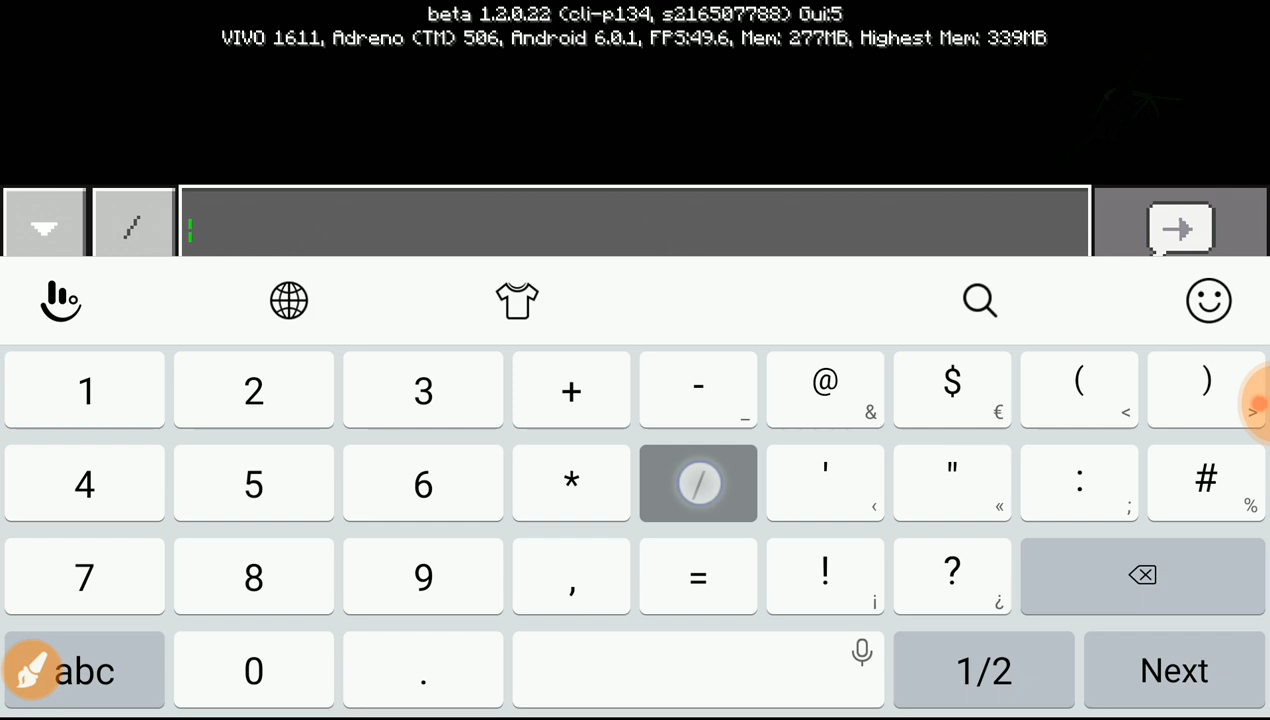 beta 1.2.0.22 (cli-p134, s216507788) Gui:5
VIVO 1611, Adreno (TM) 506, Android 6.0.1, FPS:49.6, Mem: 277MB, Highest Mem: 339MB
/
1 2 3 + - _ @ & $ € ( < ) >
4 5 6 * / ' ‹ " « : ; # %
7 8 9 , = ! ¡ ? ¿
abc 0 . 1/2 Next